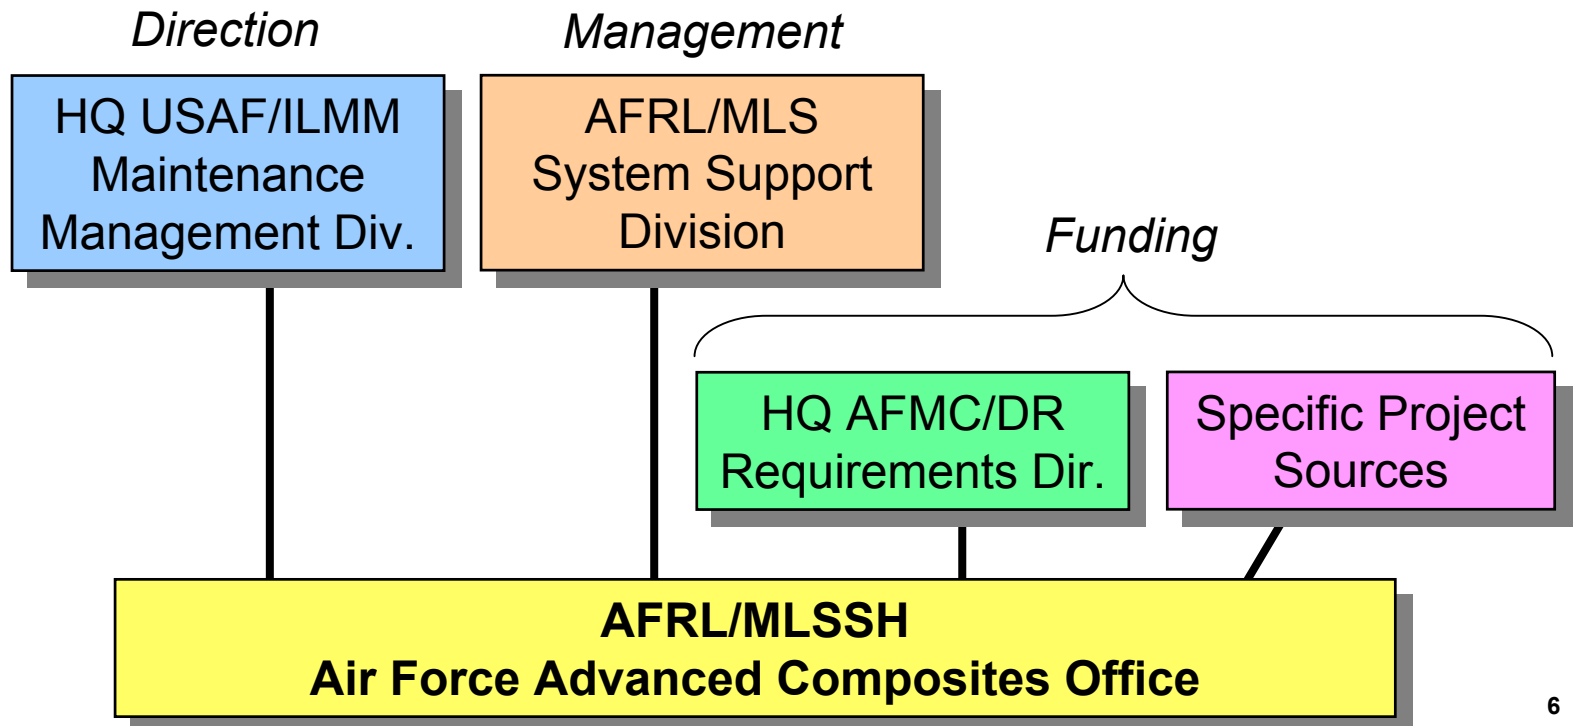 Direction
Management
HQ USAF/ILMM
Maintenance
Management Div.
AFRL/MLS
System Support
Division
Funding
HQ AFMC/DR
Requirements Dir.
Specific Project
Sources
AFRL/MLSSH
Air Force Advanced Composites Office
6